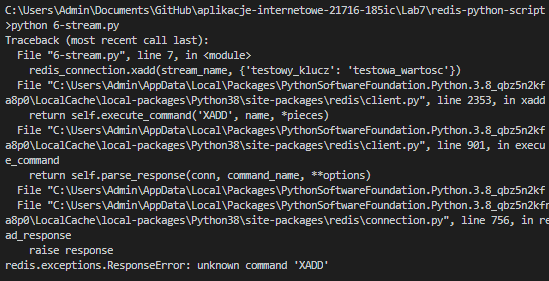 C:\Users\Admin\Documents\GitHub\aplikacje-internetowe-21716-185ic\Lab7\redis-python-script
>python 6-stream.py
Traceback (most recent call last):
  File "6-stream.py", line 7, in <module>
    redis_connection.xadd(stream_name, {'testowy_klucz': 'testowa_wartosc'})
  File "C:\Users\Admin\AppData\Local\Packages\PythonSoftwareFoundation.Python.3.8_qbz5n2kf
a8p0\LocalCache\local-packages\Python38\site-packages\redis\client.py", line 2353, in xadd
    return self.execute_command('XADD', name, *pieces)
  File "C:\Users\Admin\AppData\Local\Packages\PythonSoftwareFoundation.Python.3.8_qbz5n2kf
a8p0\LocalCache\local-packages\Python38\site-packages\redis\client.py", line 901, in execu
e_command
    return self.parse_response(conn, command_name, **options)
  File "C:\Users\Admin\AppData\Local\Packages\PythonSoftwareFoundation.Python.3.8_qbz5n2kf
  File "C:\Users\Admin\AppData\Local\Packages\PythonSoftwareFoundation.Python.3.8_qbz5n2kfr
a8p0\LocalCache\local-packages\Python38\site-packages\redis\connection.py", line 756, in re
ad_response
    raise response
redis.exceptions.ResponseError: unknown command 'XADD'